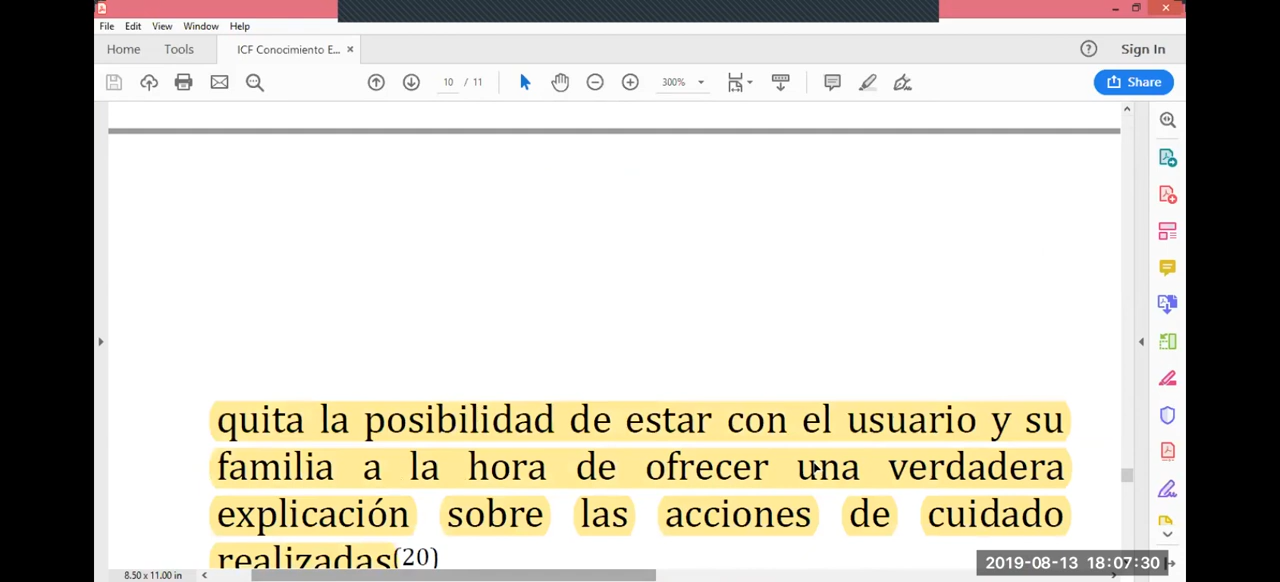 File Edit View Window Help
Home Tools ICF Conocimiento E... × Sign In
10 / 11 300% Share
quita la posibilidad de estar con el usuario y su
familia a la hora de ofrecer una verdadera
explicación sobre las acciones de cuidado
realizadas(20)
8.50 x 11.00 in
2019-08-13 18:07:30